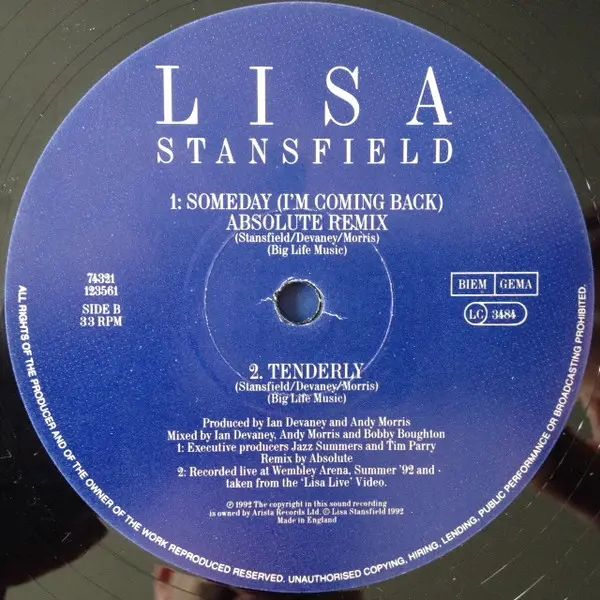 LISA
STANSFIELD
1: SOMEDAY (I'M COMING BACK)
ABSOLUTE REMIX
(Stansfield/Devaney/Morris)
(Big Life Music)
74321
123561
SIDE B
33 RPM
BIEM GEMA
LC 3484
2. TENDERLY
(Stansfield/Devaney/Morris)
(Big Life Music)
Produced by Ian Devaney and Andy Morris
Mixed by Ian Devaney, Andy Morris and Bobby Boughton
1: Executive producers Jazz Summers and Tim Parry
Remix by Absolute
2: Recorded live at Wembley Arena, Summer '92 and
taken from the 'Lisa Live' Video.
℗ 1992 The copyright in this sound recording
is owned by Arista Records Ltd. © Lisa Stansfield 1992
Made in England
ALL RIGHTS OF THE PRODUCER AND OF THE OWNER OF THE WORK REPRODUCED RESERVED. UNAUTHORISED COPYING, HIRING, LENDING, PUBLIC PERFORMANCE OR BROADCASTING PROHIBITED.